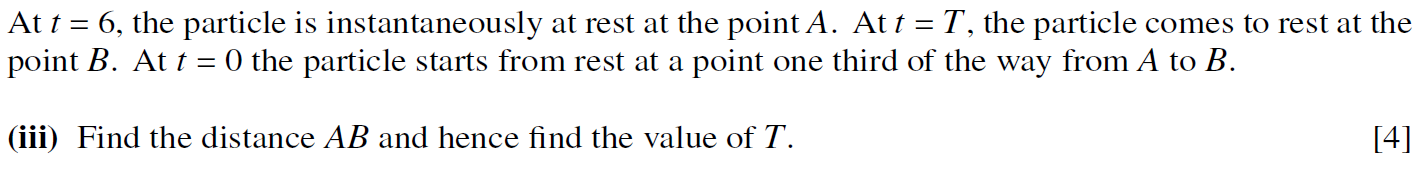 At t = 6, the particle is instantaneously at rest at the point A. At t = T, the particle comes to rest at the
point B. At t = 0 the particle starts from rest at a point one third of the way from A to B.
(iii) Find the distance AB and hence find the value of T. [4]